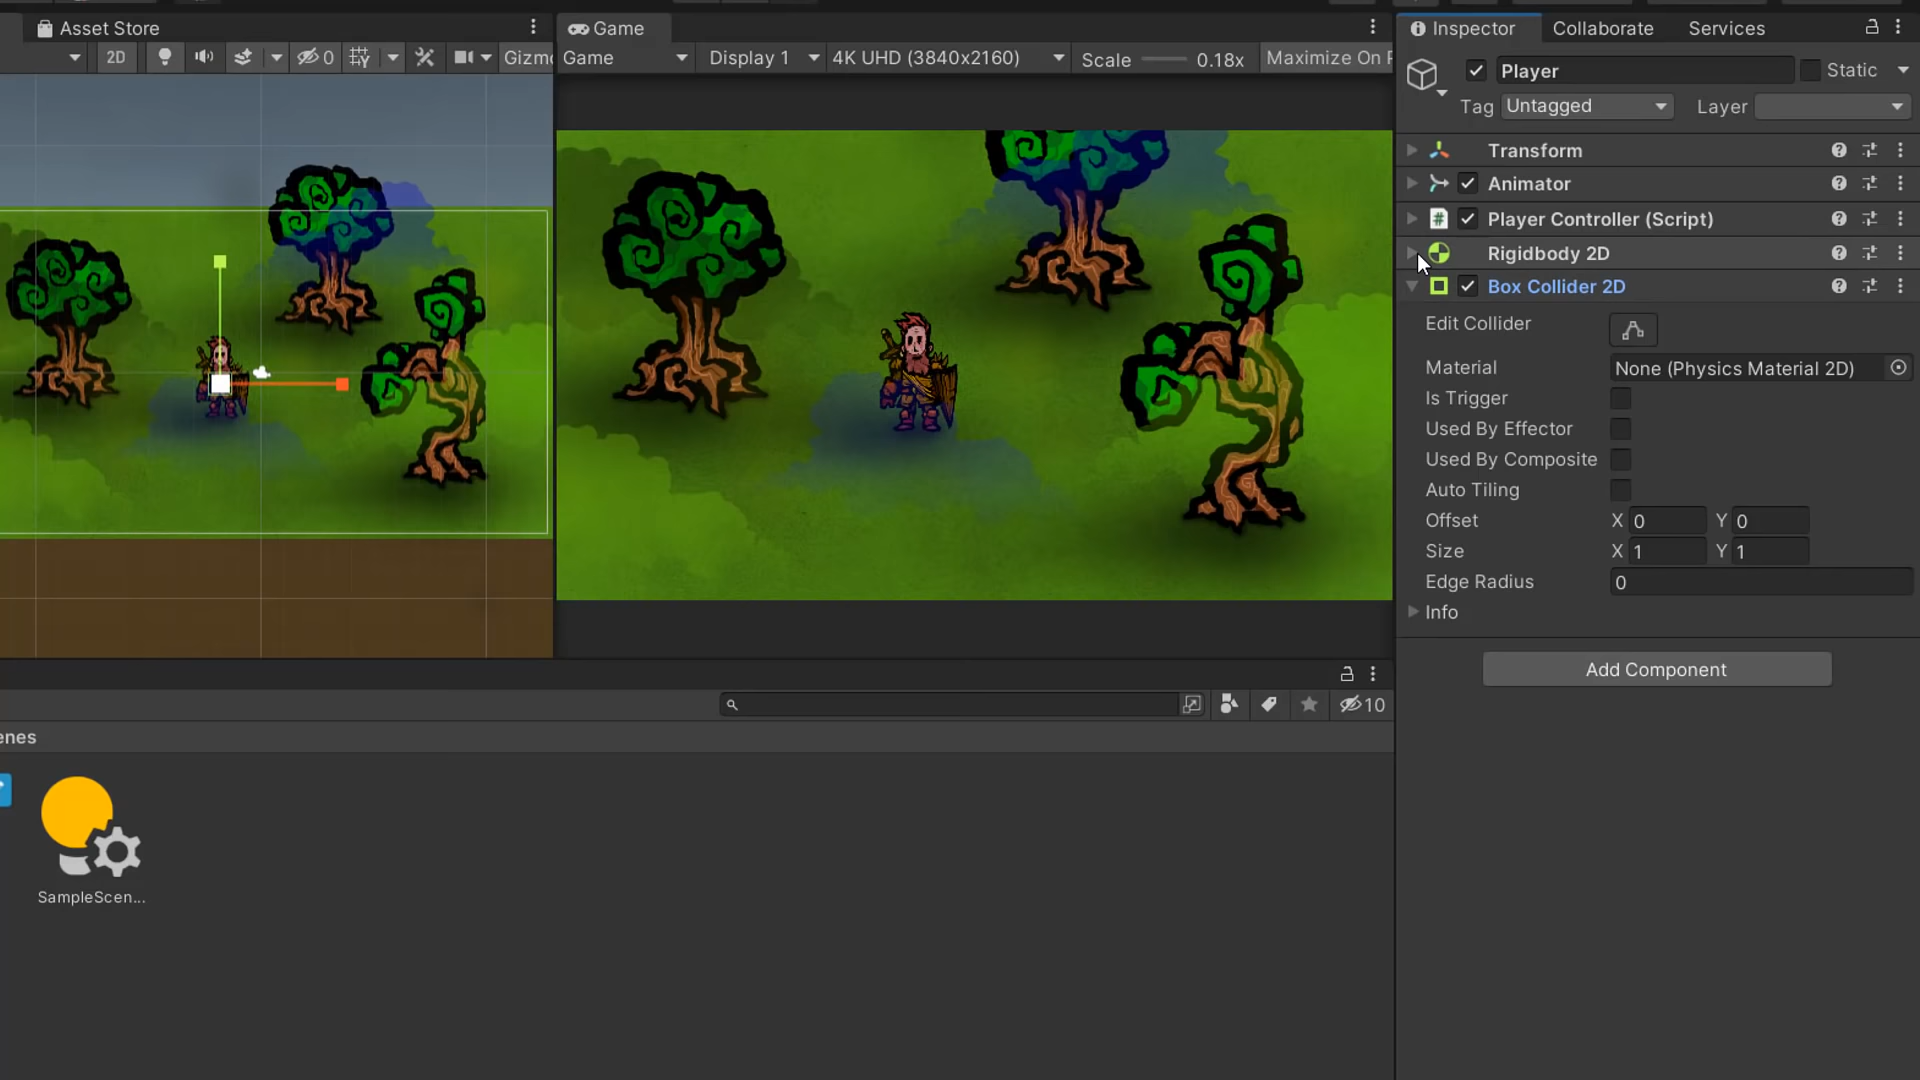 Asset Store
Game
Inspector Collaborate Services
2D 0 Gizmo
Game Display 1 4K UHD (3840x2160) Scale 0.18x Maximize On P
Player Static
Tag Untagged Layer
Transform
Animator
Player Controller (Script)
Rigidbody 2D
Box Collider 2D
Edit Collider
Material None (Physics Material 2D)
Is Trigger
Used By Effector
Used By Composite
Auto Tiling
Offset X 0 Y 0
Size X 1 Y 1
Edge Radius 0
Info
Add Component
10
enes
SampleScen...